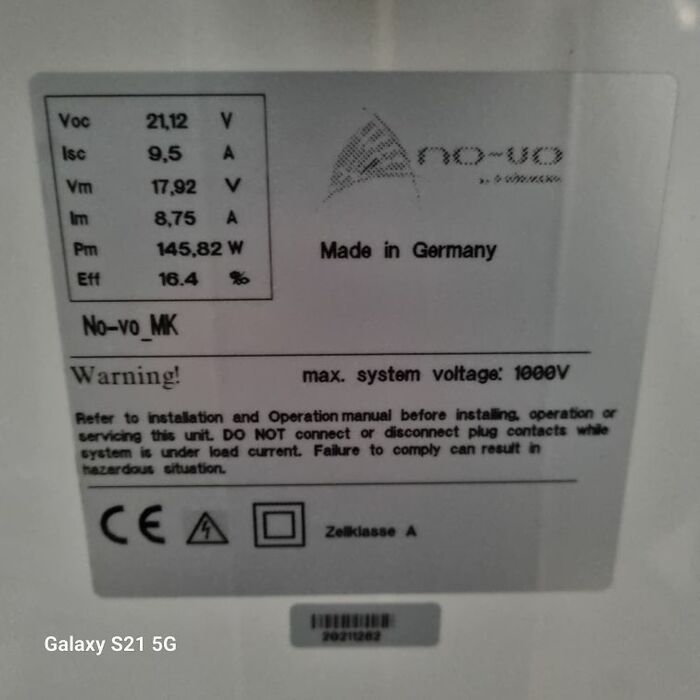 Voc 21,12 V
Isc 9,5 A
Vm 17,92 V
Im 8,75 A
Pm 145,82 W
Eff 16.4 %
no-vo
Made in Germany
No-vo_MK
Warning! max. system voltage: 1000V
Refer to installation and Operation manual before installing, operation or
servicing this unit. DO NOT connect or disconnect plug contacts while
system is under load current. Failure to comply can result in
hazardous situation.
CE
Zellklasse A
20211202
Galaxy S21 5G